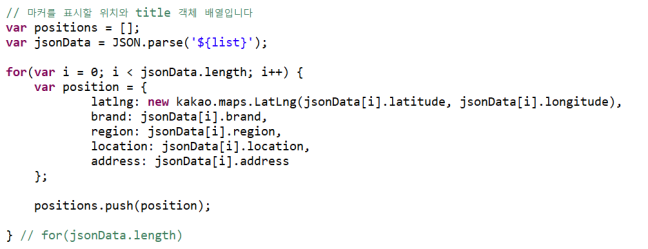 // 마커를 표시할 위치와 title 객체 배열입니다
var positions = [];
var jsonData = JSON.parse('${list}');
for(var i = 0; i < jsonData.length; i++) {
var position = {
latlng: new kakao.maps.LatLng(jsonData[i].latitude, jsonData[i].longitude),
brand: jsonData[i].brand,
region: jsonData[i].region,
location: jsonData[i].location,
address: jsonData[i].address
};
positions.push(position);
} // for(jsonData.length)